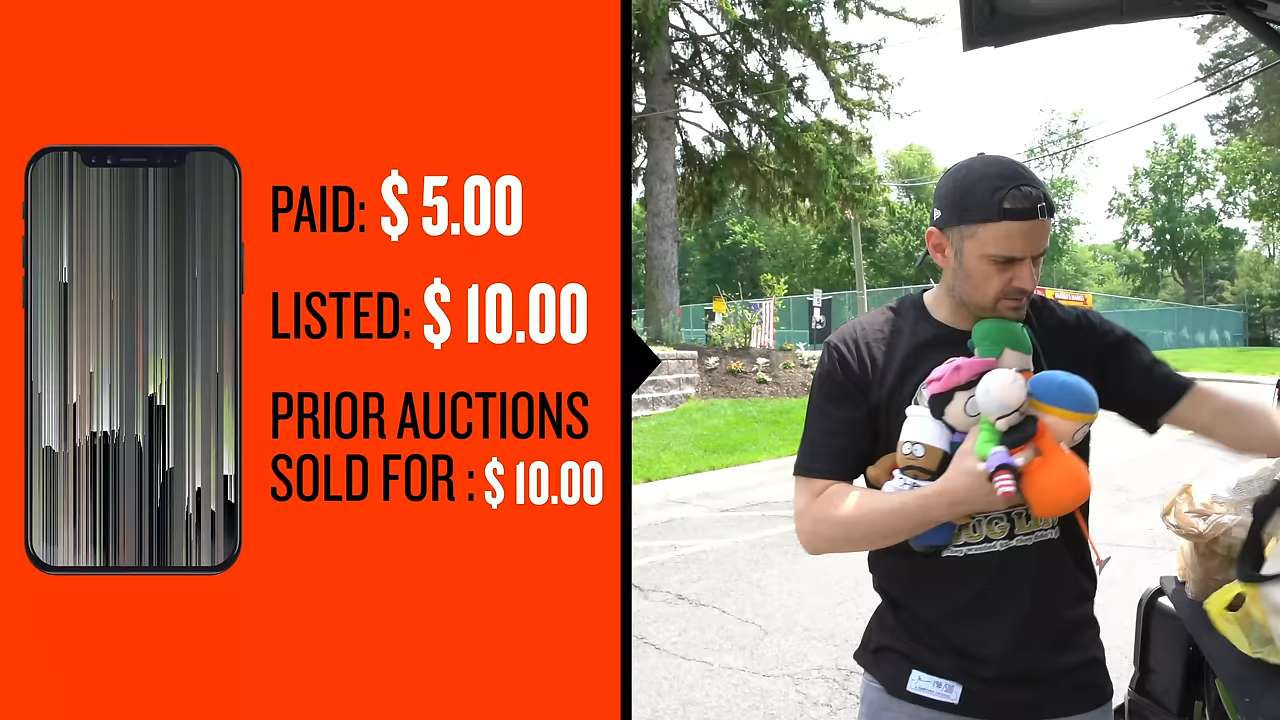 PAID: $ 5.00
LISTED: $ 10.00
PRIOR AUCTIONS
SOLD FOR : $ 10.00